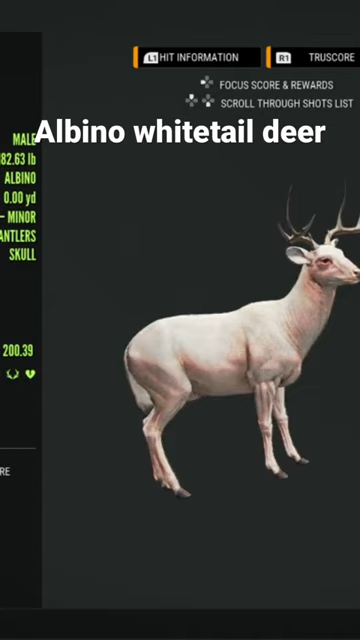 L1 HIT INFORMATION R1 TRUSCORE
FOCUS SCORE & REWARDS
SCROLL THROUGH SHOTS LIST
Albino whitetail deer
MALE
82.63 lb
ALBINO
0.00 yd
- MINOR
ANTLERS
SKULL
200.39
RE